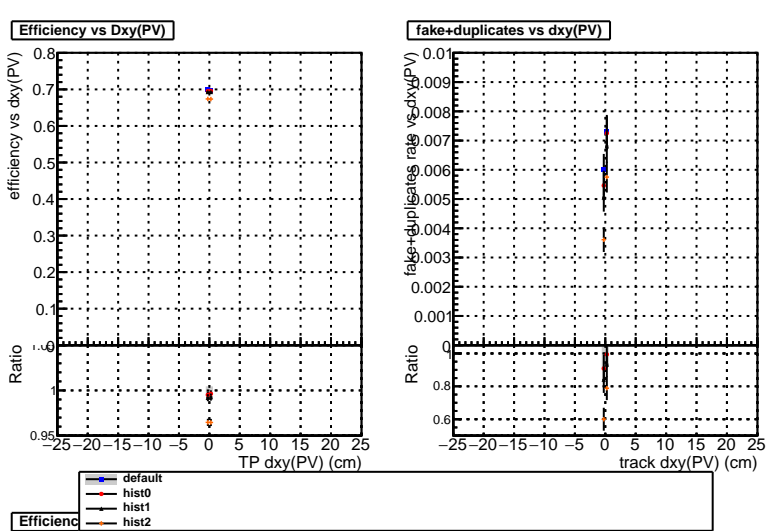 Efficiency vs Dxy(PV)
efficiency vs dxy(PV)
0.8
0.7
0.6
0.5
0.4
0.3
0.2
0.1
0
Ratio
1
0.95
−25 −20 −15 −10 −5 0 5 10 15 20 25
TP dxy(PV) (cm)
fake+duplicates vs dxy(PV)
fake+duplicates rate vs dxy(PV)
0.01
0.009
0.008
0.007
0.006
0.005
0.004
0.003
0.002
0.001
0
Ratio
1
0.8
0.6
−25 −20 −15 −10 −5 0 5 10 15 20 25
track dxy(PV) (cm)
default
hist0
hist1
hist2
Efficienc